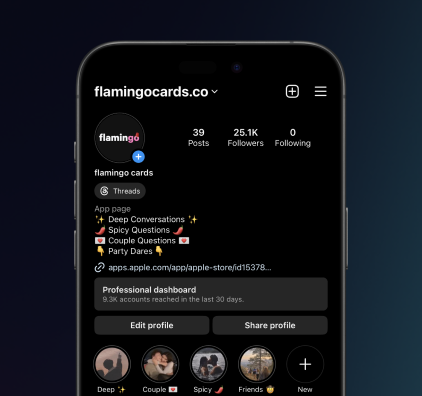 flamingocards.co
flamingo
39
Posts
25.1K
Followers
0
Following
flamingo cards
Threads
App page
✨ Deep Conversations ✨
🌶️ Spicy Questions 🌶️
💌 Couple Questions 💌
👇 Party Dares 👇
apps.apple.com/app/apple-store/id15378...
Professional dashboard
9.3K accounts reached in the last 30 days.
Edit profile
Share profile
Deep ✨
Couple 💌
Spicy 🌶️
Friends 🤠
New